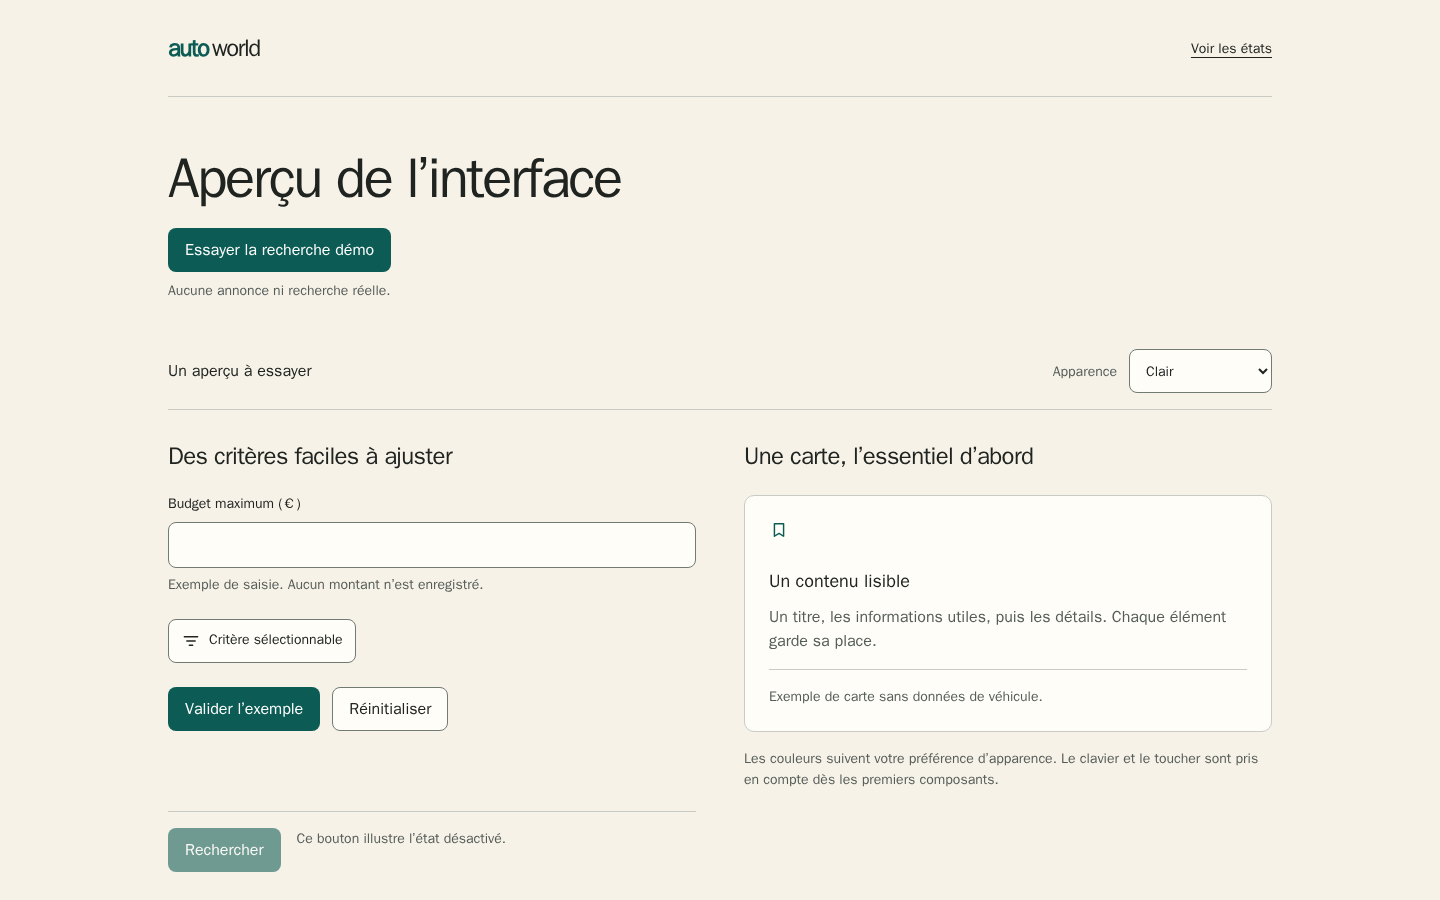 auto world
Voir les états
Aperçu de l’interface
Essayer la recherche démo
Aucune annonce ni recherche réelle.
Un aperçu à essayer
Apparence
Clair
Des critères faciles à ajuster
Budget maximum (€)
Exemple de saisie. Aucun montant n’est enregistré.
Critère sélectionnable
Valider l’exemple
Réinitialiser
Rechercher
Ce bouton illustre l’état désactivé.
Une carte, l’essentiel d’abord
Un contenu lisible
Un titre, les informations utiles, puis les détails. Chaque élément
garde sa place.
Exemple de carte sans données de véhicule.
Les couleurs suivent votre préférence d’apparence. Le clavier et le toucher sont pris
en compte dès les premiers composants.